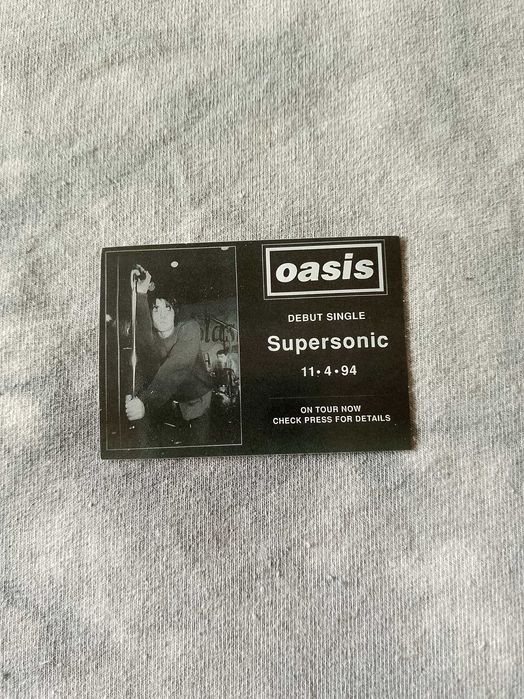 oasis
DEBUT SINGLE
Supersonic
11•4•94
ON TOUR NOW
CHECK PRESS FOR DETAILS